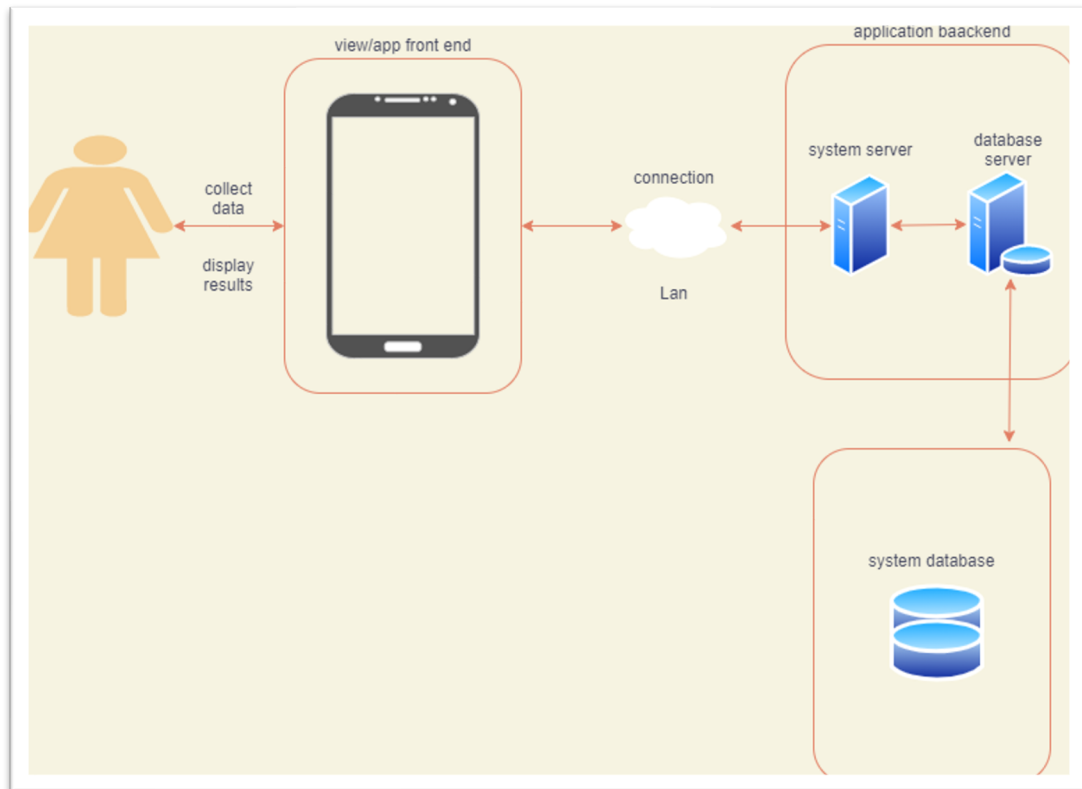 view/app front end
application baackend
system server
database
server
collect
data
connection
display
results
Lan
system database